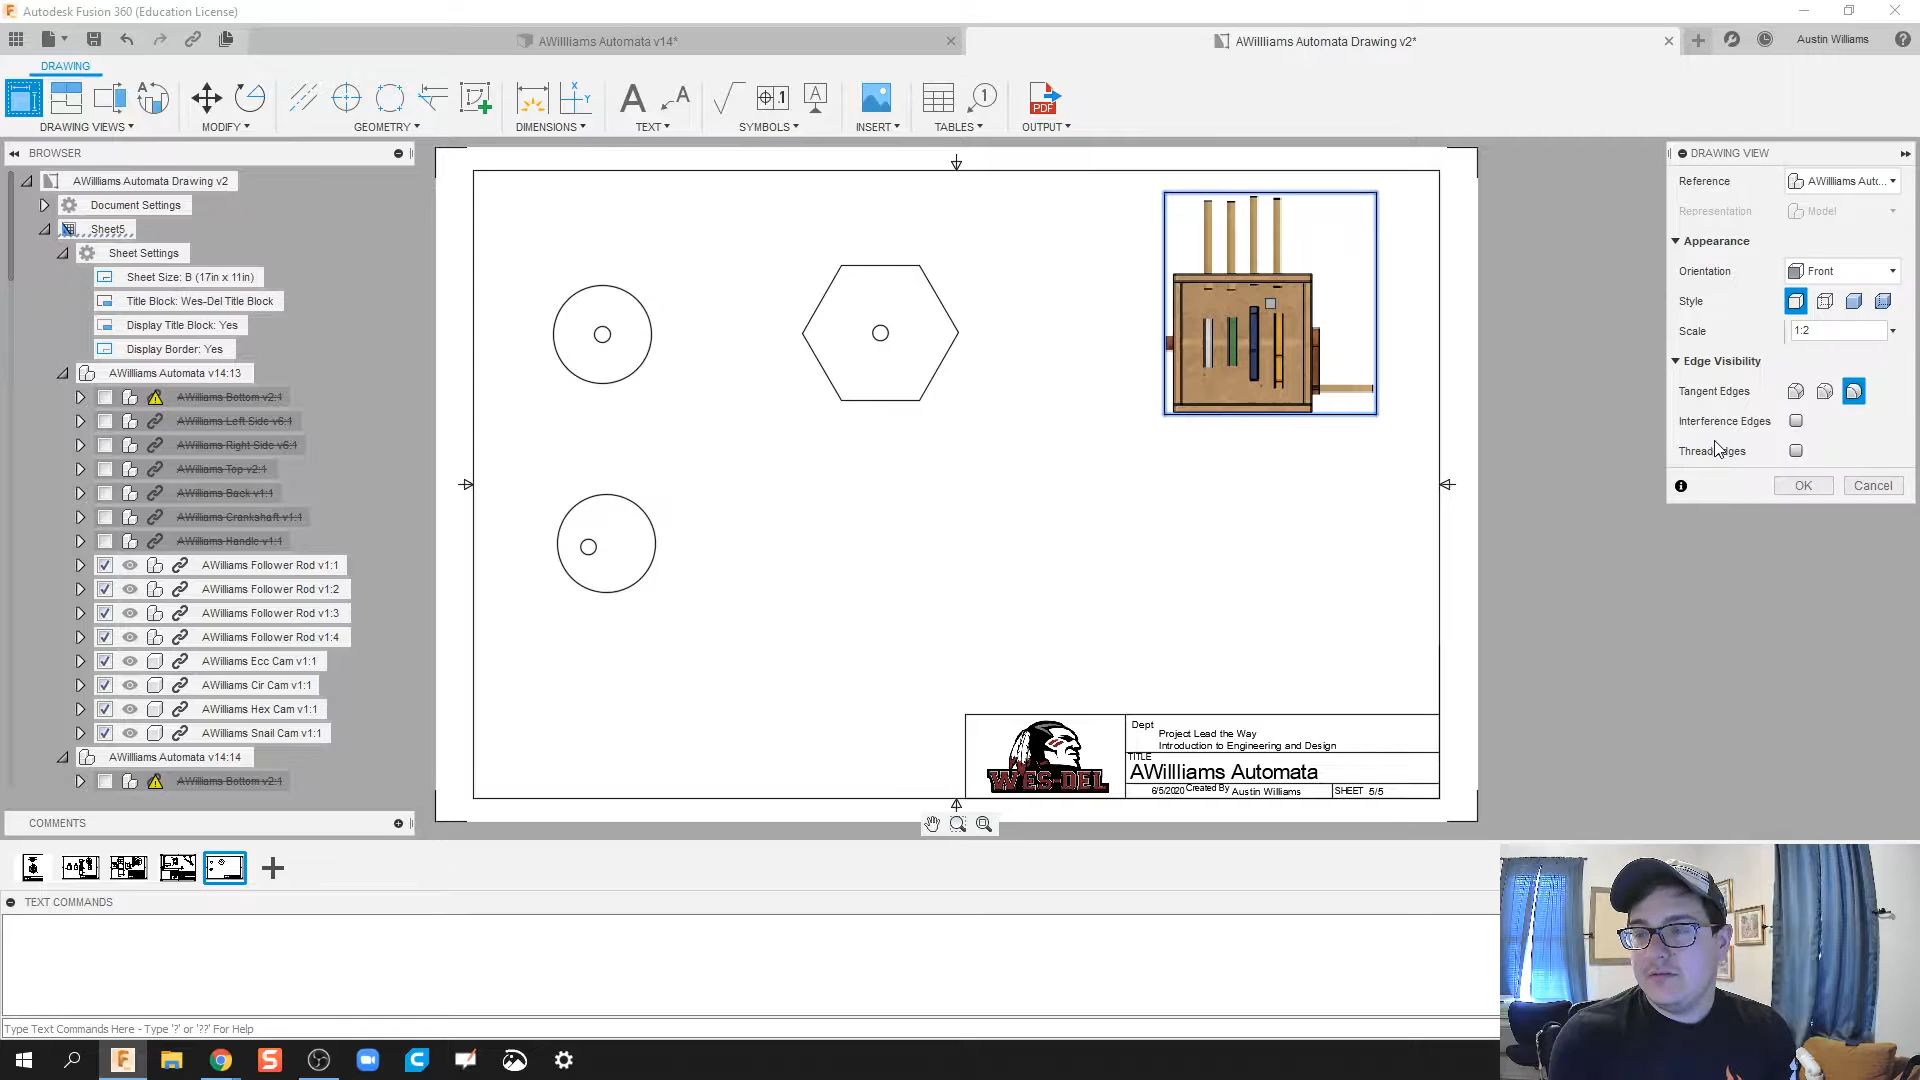 Autodesk Fusion 360 (Education License)
AWillliams Automata v14*
AWillliams Automata Drawing v2*
Austin Williams
DRAWING
DRAWING VIEWS
MODIFY
GEOMETRY
DIMENSIONS
TEXT
SYMBOLS
INSERT
TABLES
OUTPUT
BROWSER
AWillliams Automata Drawing v2
Document Settings
Sheet5
Sheet Settings
Sheet Size: B (17in x 11in)
Title Block: Wes-Del Title Block
Display Title Block: Yes
Display Border: Yes
AWillliams Automata v14:13
AWilliams Bottom v2:1
AWilliams Left Side v6:1
AWilliams Right Side v6:1
AWilliams Top v2:1
AWilliams Back v1:1
AWilliams Crankshaft v1:1
AWilliams Handle v1:1
AWilliams Follower Rod v1:1
AWilliams Follower Rod v1:2
AWilliams Follower Rod v1:3
AWilliams Follower Rod v1:4
AWilliams Ecc Cam v1:1
AWilliams Cir Cam v1:1
AWilliams Hex Cam v1:1
AWilliams Snail Cam v1:1
AWillliams Automata v14:14
AWilliams Bottom v2:1
COMMENTS
WES-DEL
Dept
Project Lead the Way
Introduction to Engineering and Design
TITLE
AWillliams Automata
6/5/2020 Created By Austin Williams
SHEET 5/5
DRAWING VIEW
Reference AWillliams Aut...
Representation Model
Appearance
Orientation Front
Style
Scale 1:2
Edge Visibility
Tangent Edges
Interference Edges
Thread Edges
OK Cancel
TEXT COMMANDS
Type Text Commands Here - Type '?' or '??' For Help